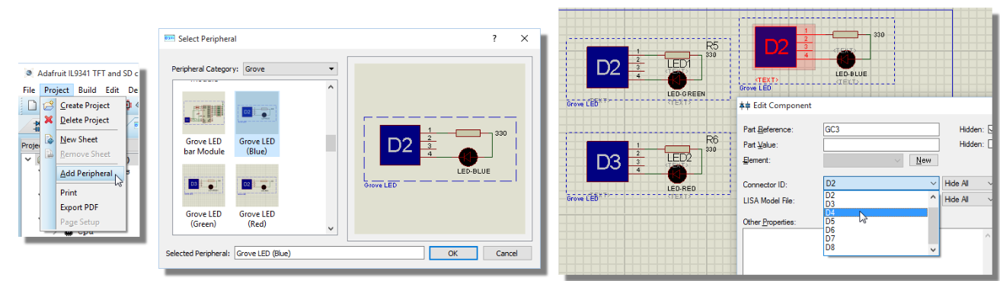 Adafruit IL9341 TFT and SD c
File Project Build Edit De
Create Project
Delete Project
New Sheet
Remove Sheet
Add Peripheral
Print
Export PDF
Page Setup
Proje
Select Peripheral
? ×
Peripheral Category: Grove
Grove LED
bar Module
Grove LED
(Blue)
Grove LED
(Green)
Grove LED
(Red)
D2
1
2
3
4
330
LED-BLUE
Grove LED
Selected Peripheral: Grove LED (Blue)
OK Cancel
D2
1
2
3
4
R5
330
LED1
<TEXT>
LED-GREEN
<TEXT>
Grove LED
<TEXT>
D3
1
2
3
4
R6
330
LED2
<TEXT>
LED-RED
<TEXT>
Grove LED
<TEXT>
D2
1
2
3
4
330
<TEXT>
LED-BLUE
<TEXT>
<TEXT>
Grove LED
Edit Component
Part Reference: GC3 Hidden:
Part Value: Hidden:
Element: New
Connector ID: D2 Hide All
LISA Model File: Hide All
Other Properties:
D2
D3
D4
D5
D6
D7
D8